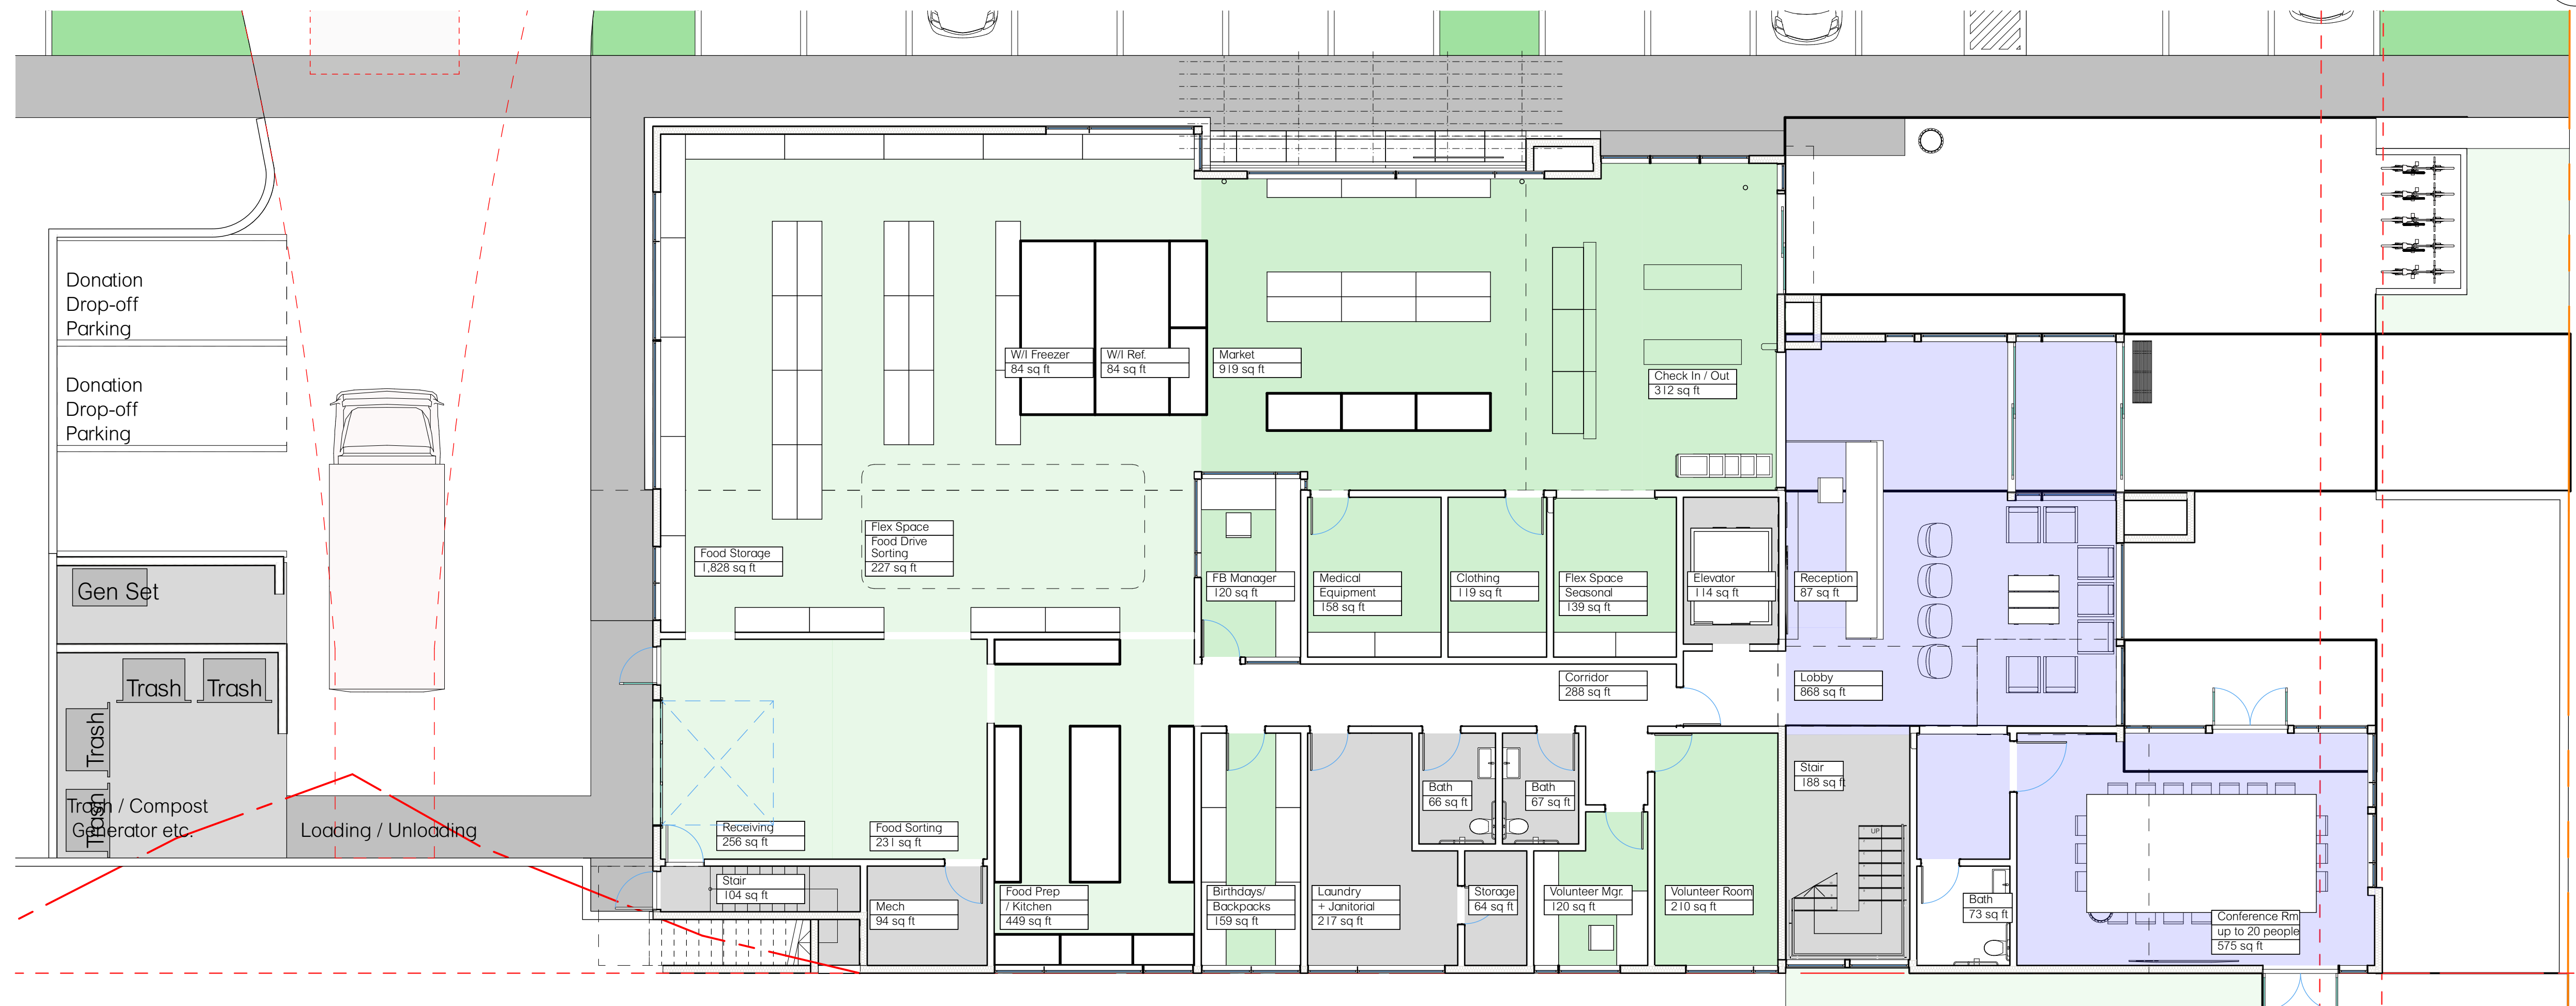 Donation
Drop-off
Parking
Donation
Drop-off
Parking
Gen Set
Trash
Trash
Trash
Trash
Trash / Compost
Generator etc.
Loading / Unloading
W/I Freezer
84 sq ft
W/I Ref.
84 sq ft
Market
919 sq ft
Check In / Out
312 sq ft
Food Storage
1,828 sq ft
Flex Space
Food Drive
Sorting
227 sq ft
FB Manager
120 sq ft
Medical
Equipment
158 sq ft
Clothing
119 sq ft
Flex Space
Seasonal
139 sq ft
Elevator
114 sq ft
Reception
87 sq ft
Corridor
288 sq ft
Lobby
868 sq ft
Receiving
256 sq ft
Food Sorting
231 sq ft
Stair
104 sq ft
Mech
94 sq ft
Food Prep
/ Kitchen
449 sq ft
Birthdays/
Backpacks
159 sq ft
Laundry
+ Janitorial
217 sq ft
Bath
66 sq ft
Bath
67 sq ft
Storage
64 sq ft
Volunteer Mgr.
120 sq ft
Volunteer Room
210 sq ft
Stair
188 sq ft
UP
Bath
73 sq ft
Conference Rm
up to 20 people
575 sq ft